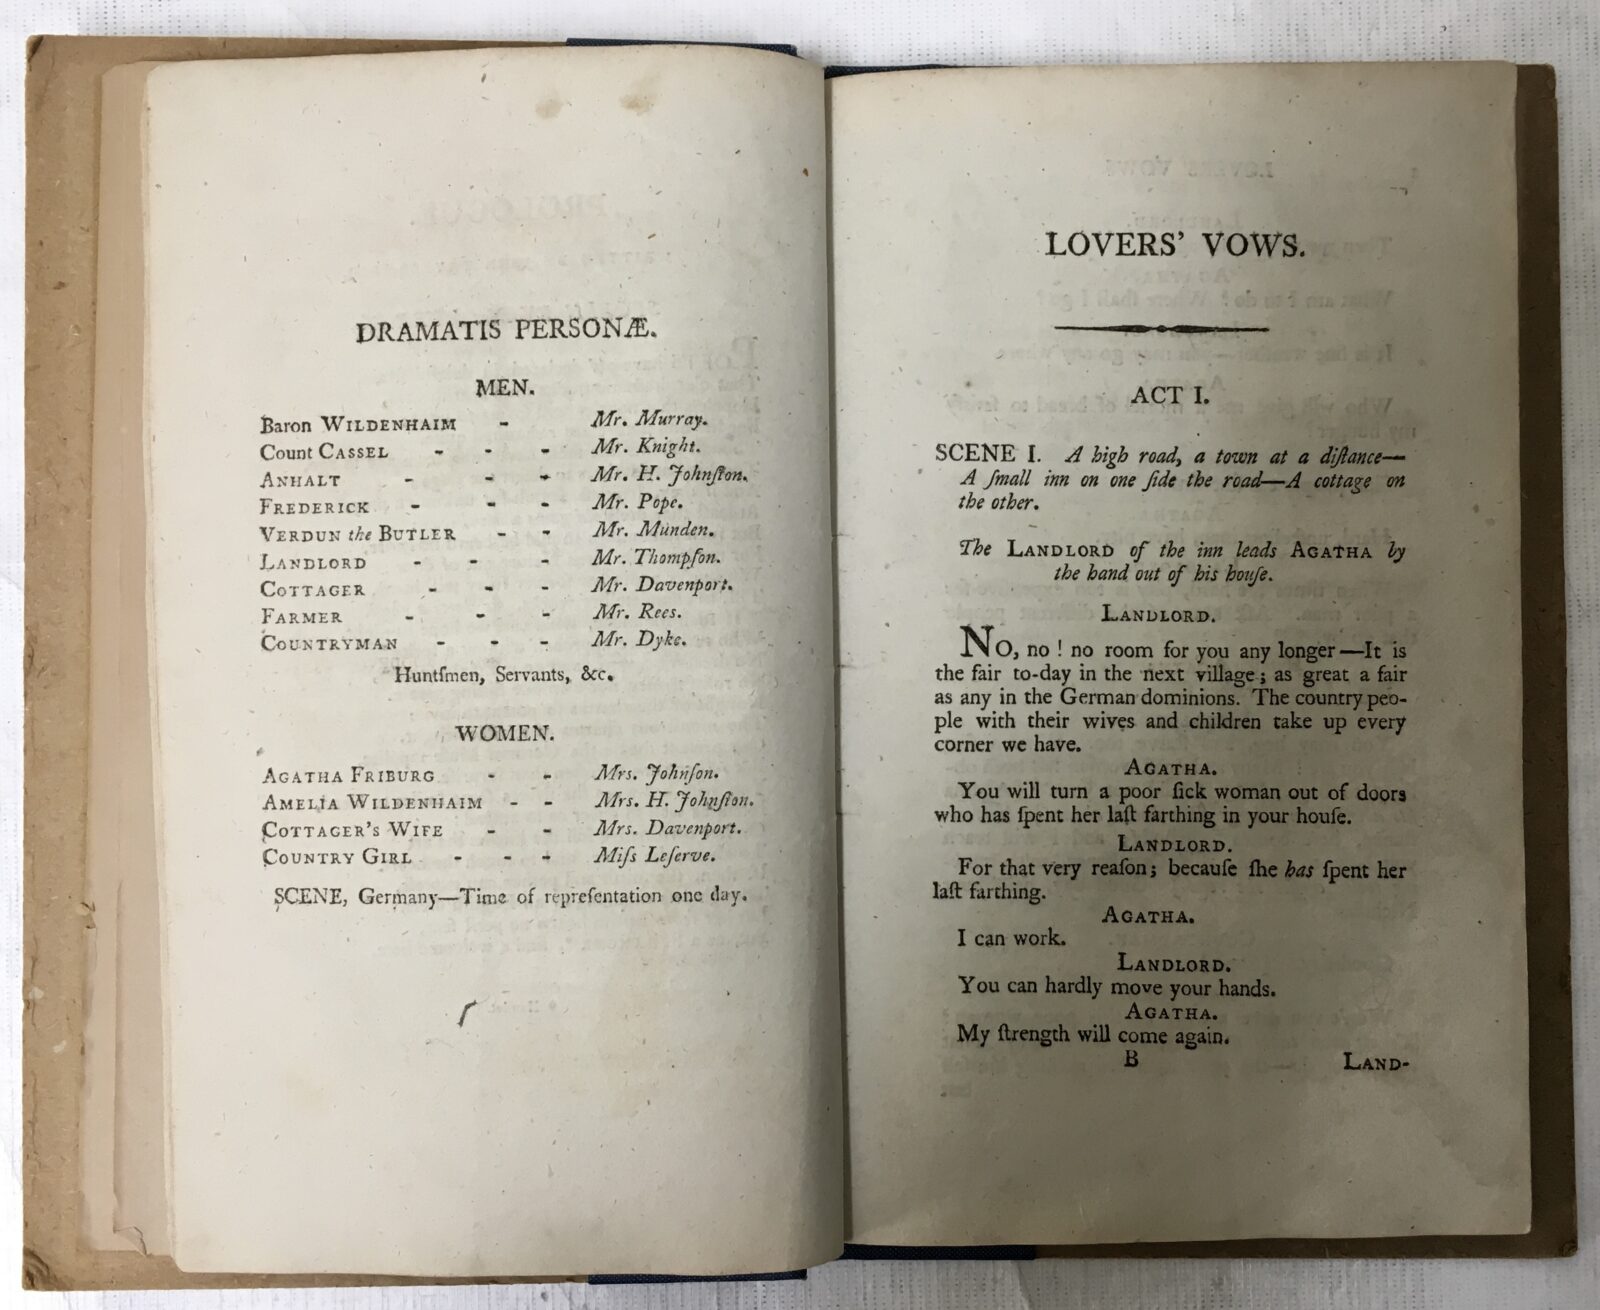 DRAMATIS PERSONÆ.
MEN.
Baron WILDENHAIM - Mr. Murray.
Count CASSEL - - - Mr. Knight.
ANHALT - - - Mr. H. Johnſton.
FREDERICK - - - Mr. Pope.
VERDUN the BUTLER - - Mr. Munden.
LANDLORD - - - Mr. Thompſon.
COTTAGER - - - Mr. Davenport.
FARMER - - - Mr. Rees.
COUNTRYMAN - - - Mr. Dyke.
Huntſmen, Servants, &c.
WOMEN.
AGATHA FRIBURG - - Mrs. Johnſon.
AMELIA WILDENHAIM - - Mrs. H. Johnſton.
COTTAGER'S WIFE - - Mrs. Davenport.
COUNTRY GIRL - - - Miſs Leſerve.
SCENE, Germany—Time of repreſentation one day.
LOVERS' VOWS.
ACT I.
SCENE I. A high road, a town at a diſtance—
A ſmall inn on one ſide the road—A cottage on
the other.
The LANDLORD of the inn leads AGATHA by
the hand out of his houſe.
LANDLORD.
NO, no ! no room for you any longer—It is
the fair to-day in the next village; as great a fair
as any in the German dominions. The country peo-
ple with their wives and children take up every
corner we have.
AGATHA.
You will turn a poor ſick woman out of doors
who has ſpent her laſt farthing in your houſe.
LANDLORD.
For that very reaſon; becauſe ſhe has ſpent her
laſt farthing.
AGATHA.
I can work.
LANDLORD.
You can hardly move your hands.
AGATHA.
My ſtrength will come again.
B LAND-